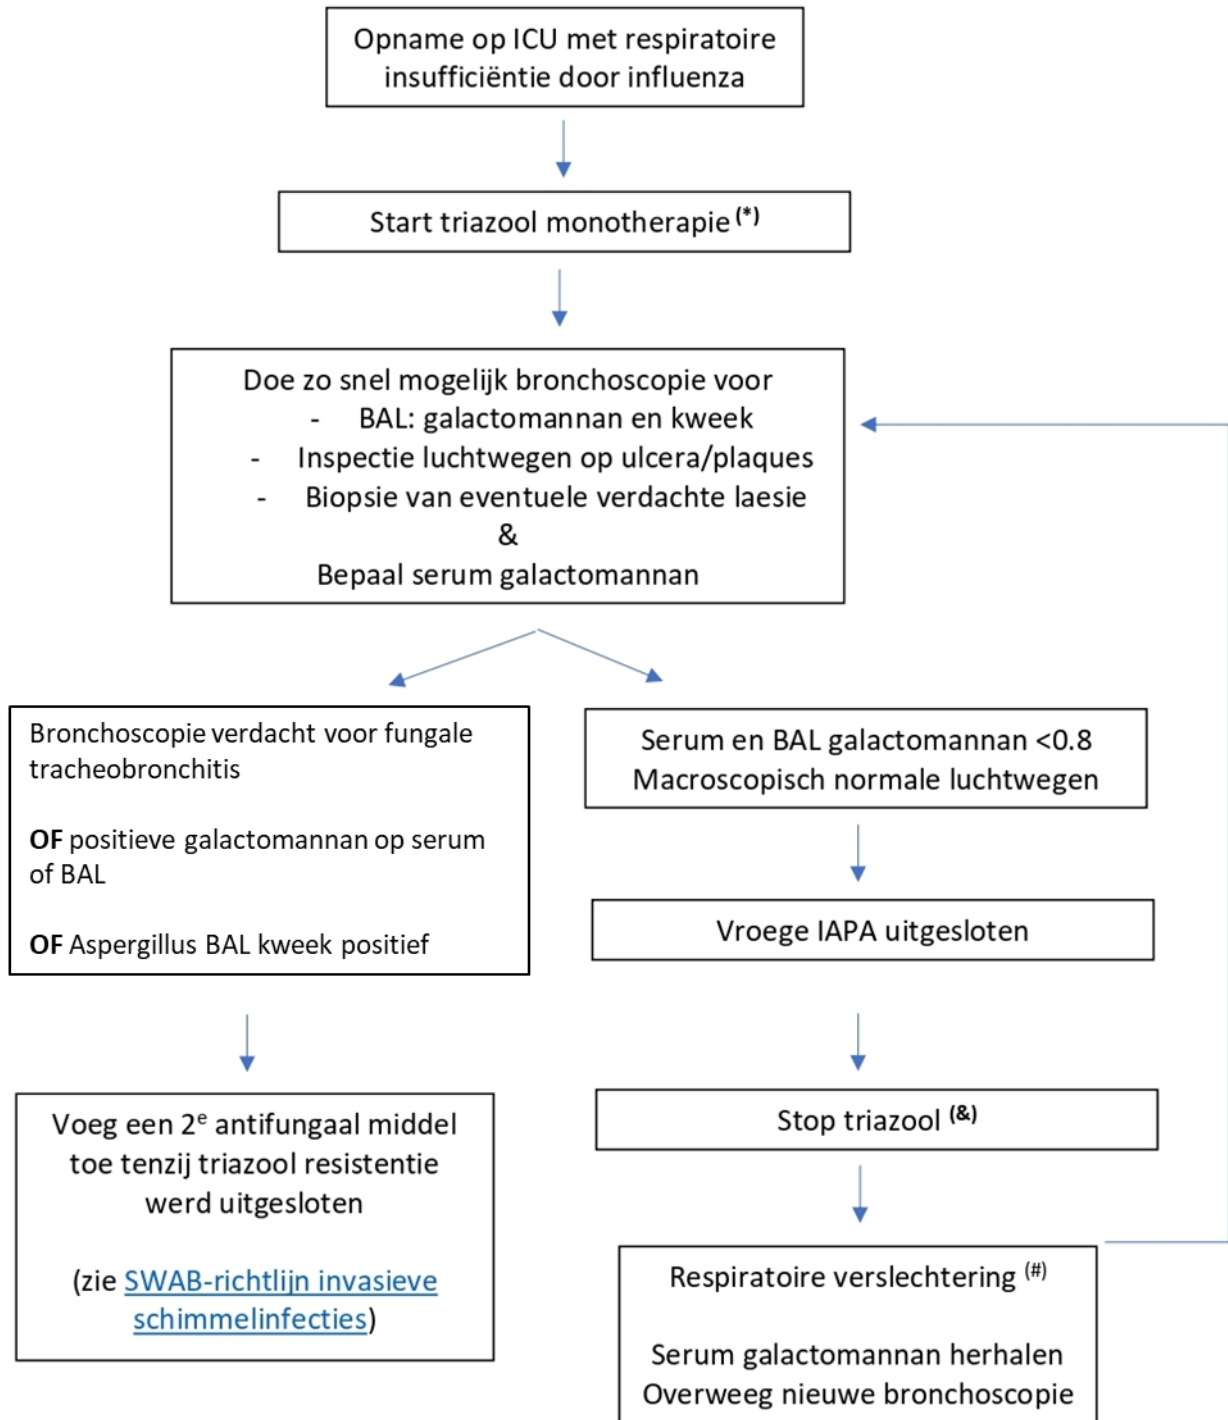 Opname op ICU met respiratoire
insufficiëntie door influenza
Start triazool monotherapie (*)
Doe zo snel mogelijk bronchoscopie voor
- BAL: galactomannan en kweek
- Inspectie luchtwegen op ulcera/plaques
- Biopsie van eventuele verdachte laesie
&
Bepaal serum galactomannan
Bronchoscopie verdacht voor fungale
tracheobronchitis
OF positieve galactomannan op serum
of BAL
OF Aspergillus BAL kweek positief
Voeg een 2e antifungaal middel
toe tenzij triazool resistentie
werd uitgesloten
(zie SWAB-richtlijn invasieve
schimmelinfecties)
Serum en BAL galactomannan <0.8
Macroscopisch normale luchtwegen
Vroege IAPA uitgesloten
Stop triazool (&)
Respiratoire verslechtering (#)
Serum galactomannan herhalen
Overweeg nieuwe bronchoscopie